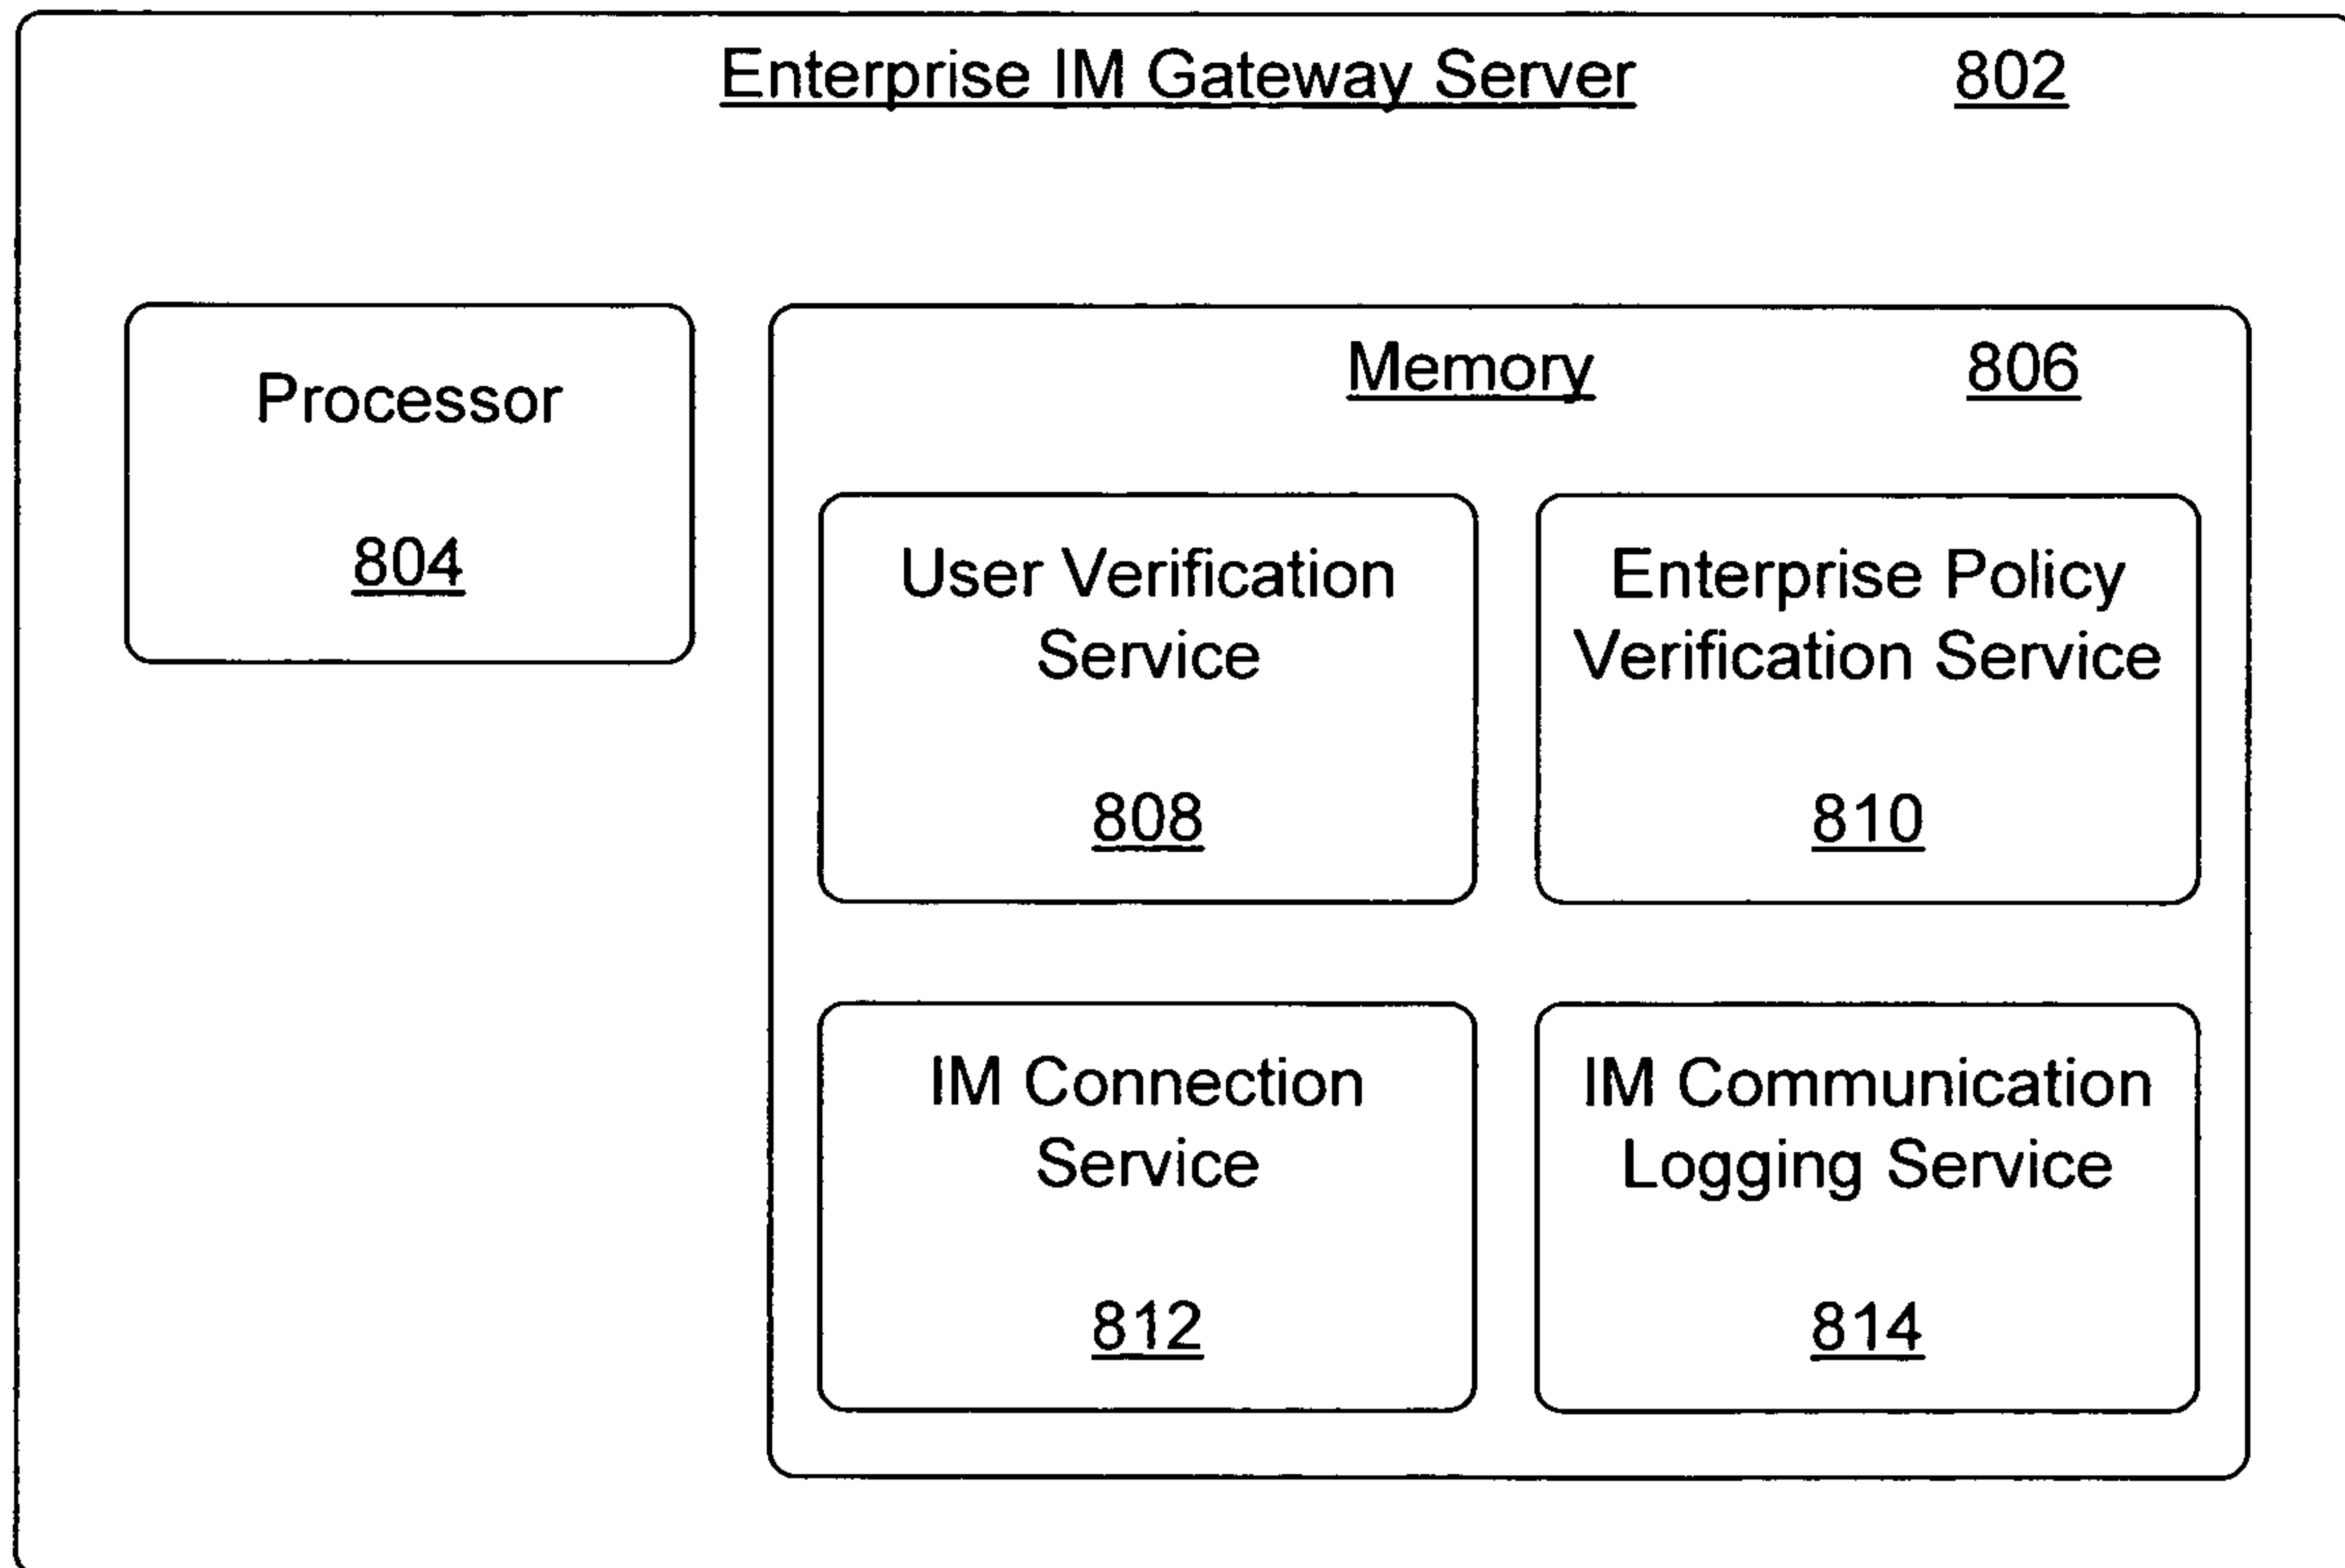 Enterprise IM Gateway Server 802
Processor
804
Memory 806
User Verification
Service
808
Enterprise Policy
Verification Service
810
IM Connection
Service
812
IM Communication
Logging Service
814